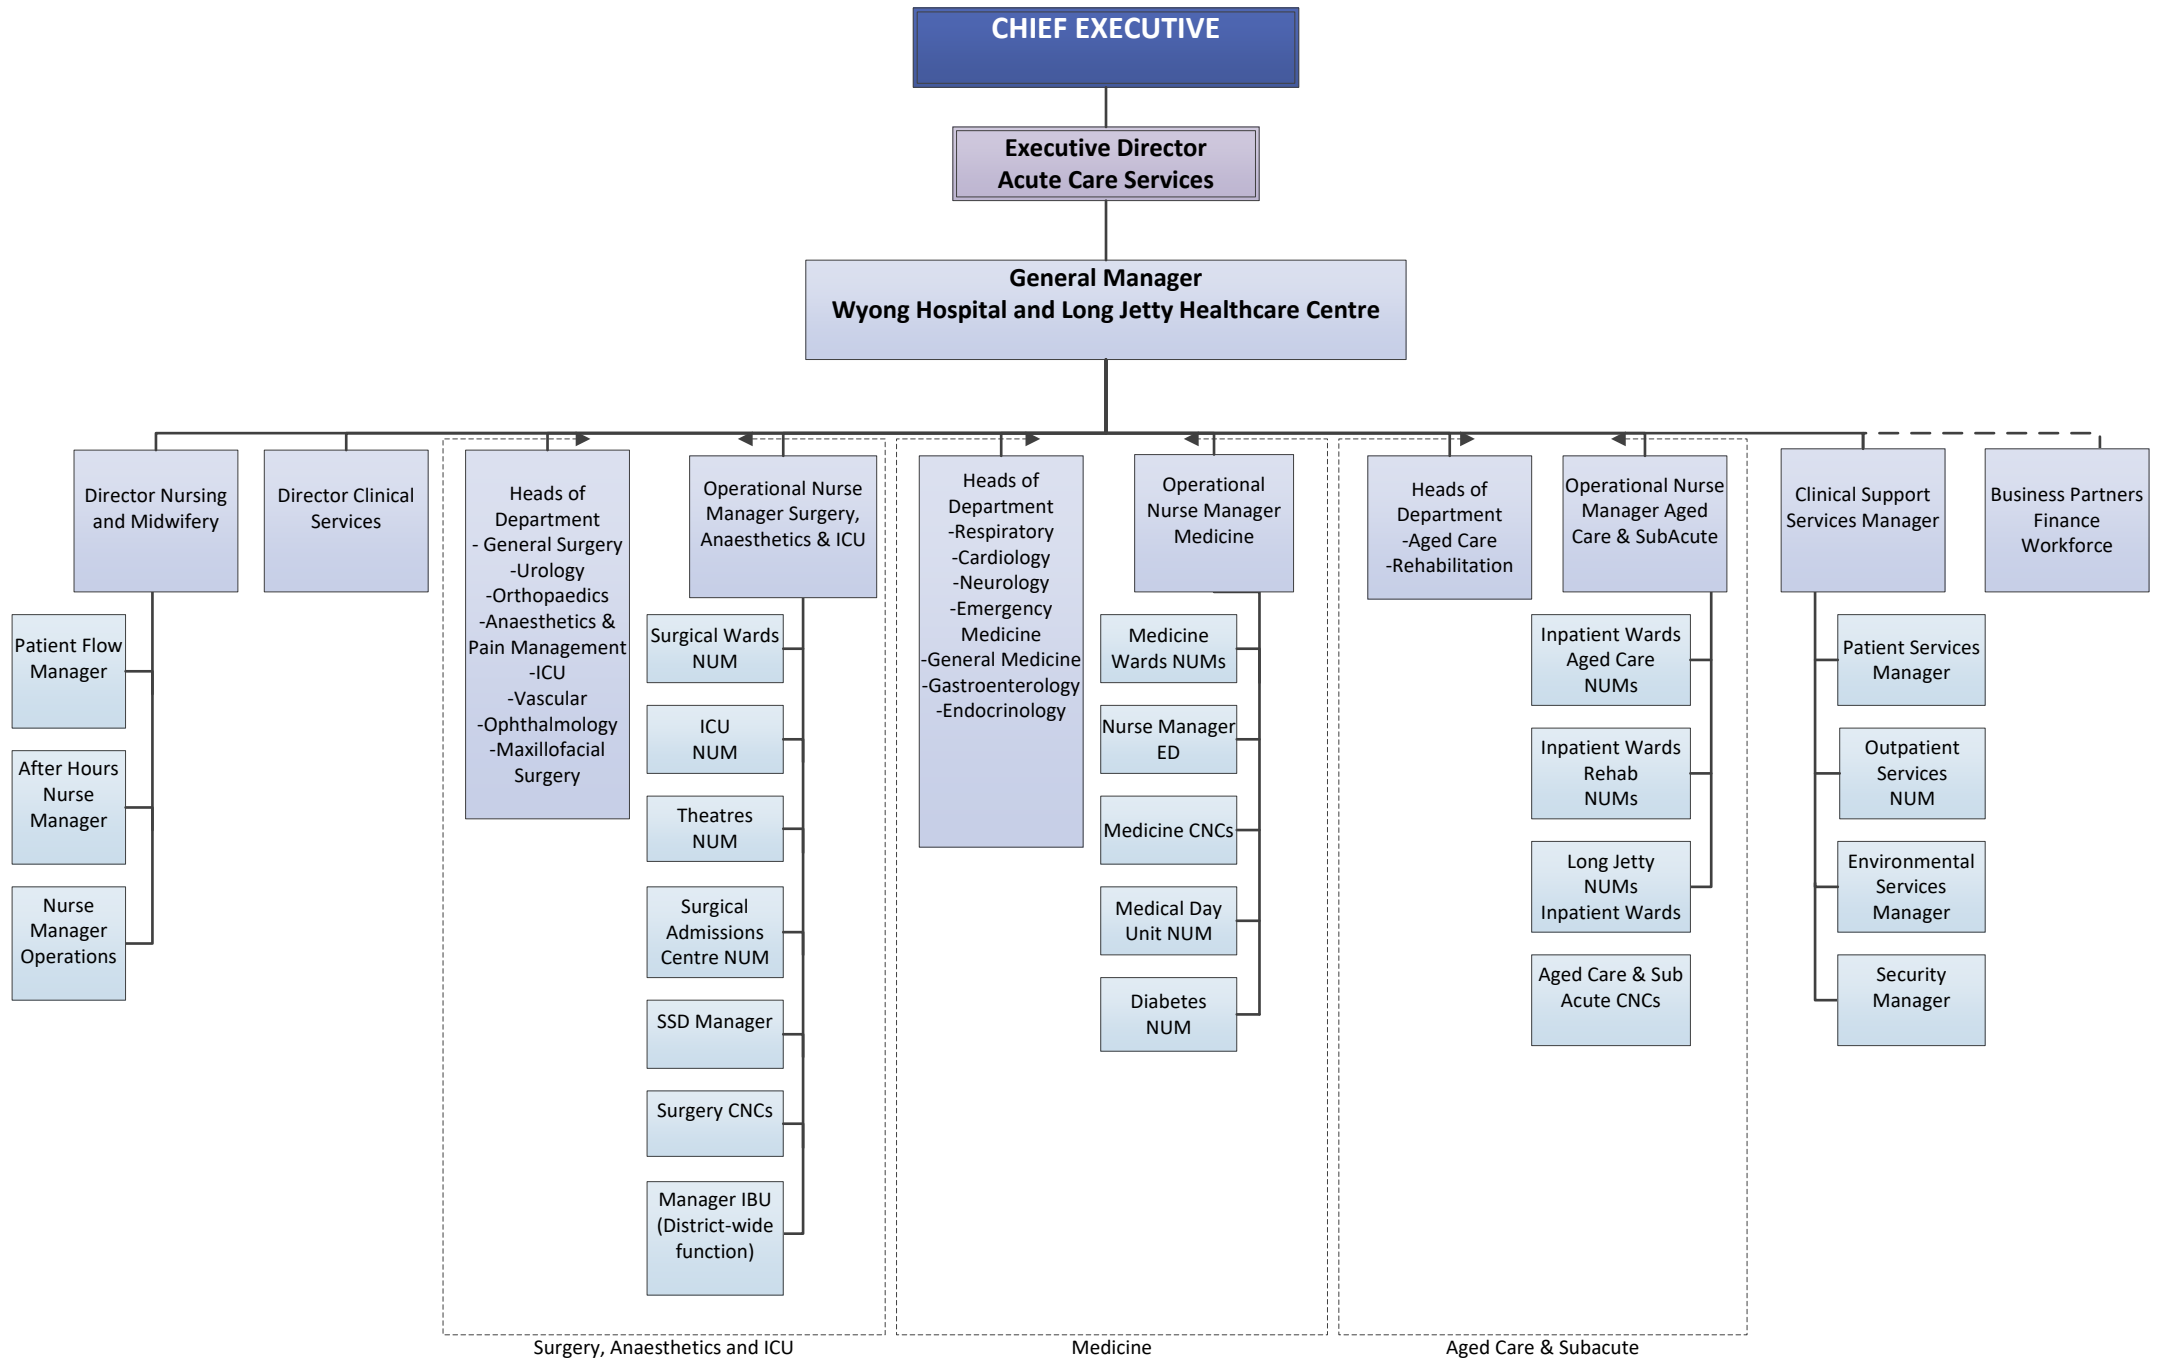 CHIEF EXECUTIVE
Executive Director
Acute Care Services
General Manager
Wyong Hospital and Long Jetty Healthcare Centre
Director Nursing
and Midwifery
Director Clinical
Services
Heads of
Department
- General Surgery
-Urology
-Orthopaedics
-Anaesthetics &
Pain Management
-ICU
-Vascular
-Ophthalmology
-Maxillofacial
Surgery
Operational Nurse
Manager Surgery,
Anaesthetics & ICU
Heads of
Department
-Respiratory
-Cardiology
-Neurology
-Emergency
Medicine
-General Medicine
-Gastroenterology
-Endocrinology
Operational
Nurse Manager
Medicine
Heads of
Department
-Aged Care
-Rehabilitation
Operational Nurse
Manager Aged
Care & SubAcute
Clinical Support
Services Manager
Business Partners
Finance
Workforce
Patient Flow
Manager
After Hours
Nurse
Manager
Nurse
Manager
Operations
Surgical Wards
NUM
ICU
NUM
Theatres
NUM
Surgical
Admissions
Centre NUM
SSD Manager
Surgery CNCs
Manager IBU
(District-wide
function)
Medicine
Wards NUMs
Nurse Manager
ED
Medicine CNCs
Medical Day
Unit NUM
Diabetes
NUM
Inpatient Wards
Aged Care
NUMs
Inpatient Wards
Rehab
NUMs
Long Jetty
NUMs
Inpatient Wards
Aged Care & Sub
Acute CNCs
Patient Services
Manager
Outpatient
Services
NUM
Environmental
Services
Manager
Security
Manager
Surgery, Anaesthetics and ICU
Medicine
Aged Care & Subacute